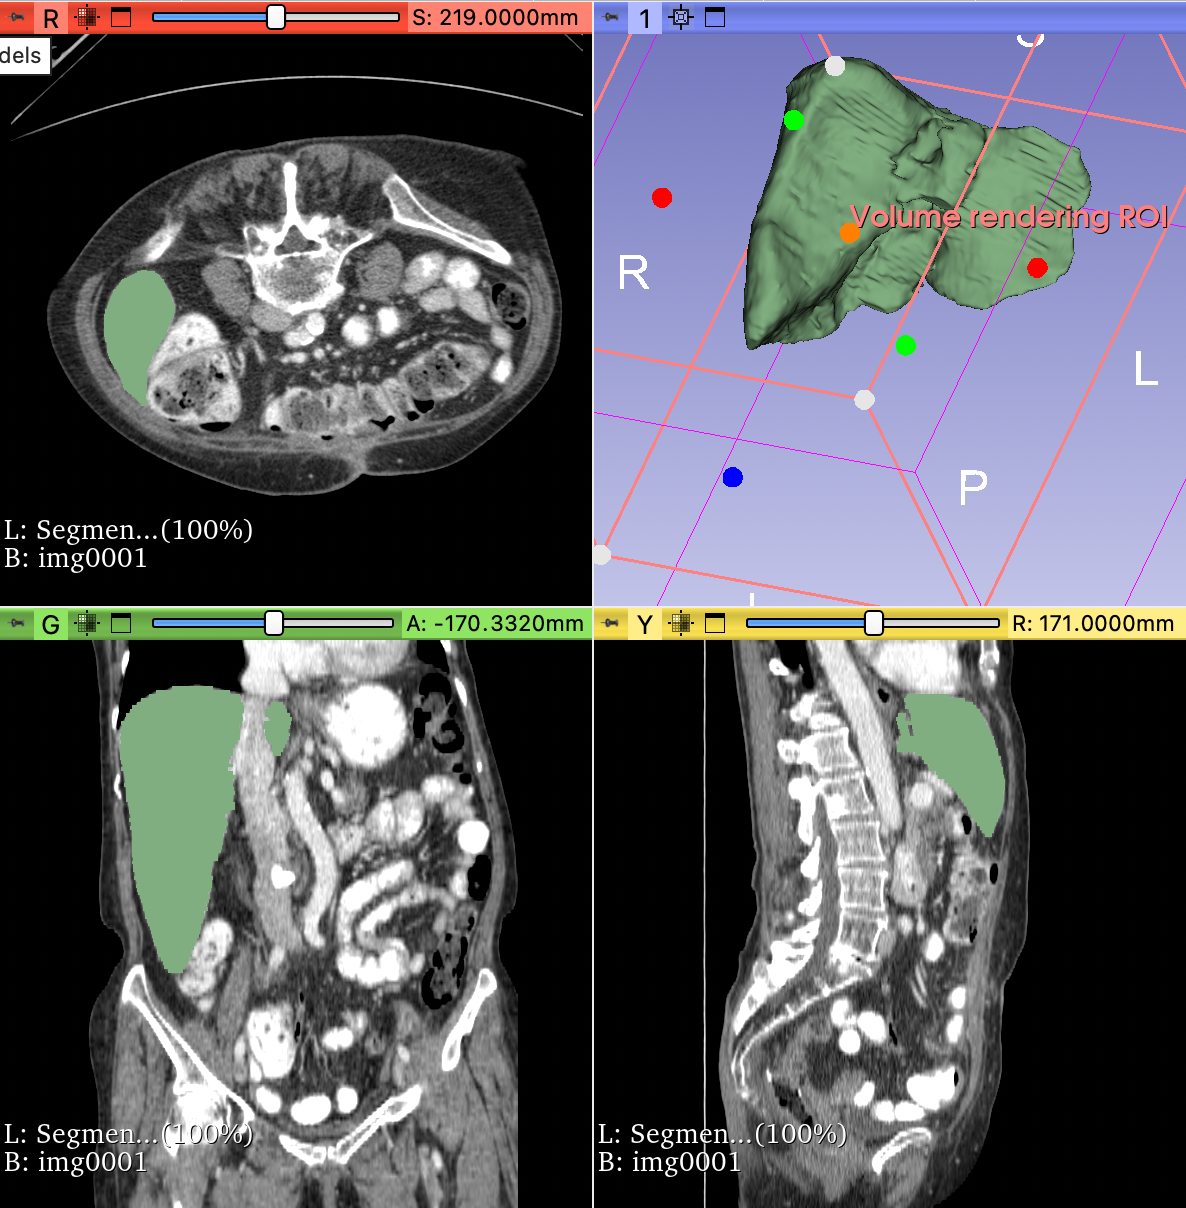 R
S: 219.0000mm
dels
L: Segmen...(100%)
B: img0001
1
Volume rendering ROI
R
L
P
G
A: -170.3320mm
L: Segmen...(100%)
B: img0001
Y
R: 171.0000mm
L: Segmen...(100%)
B: img0001